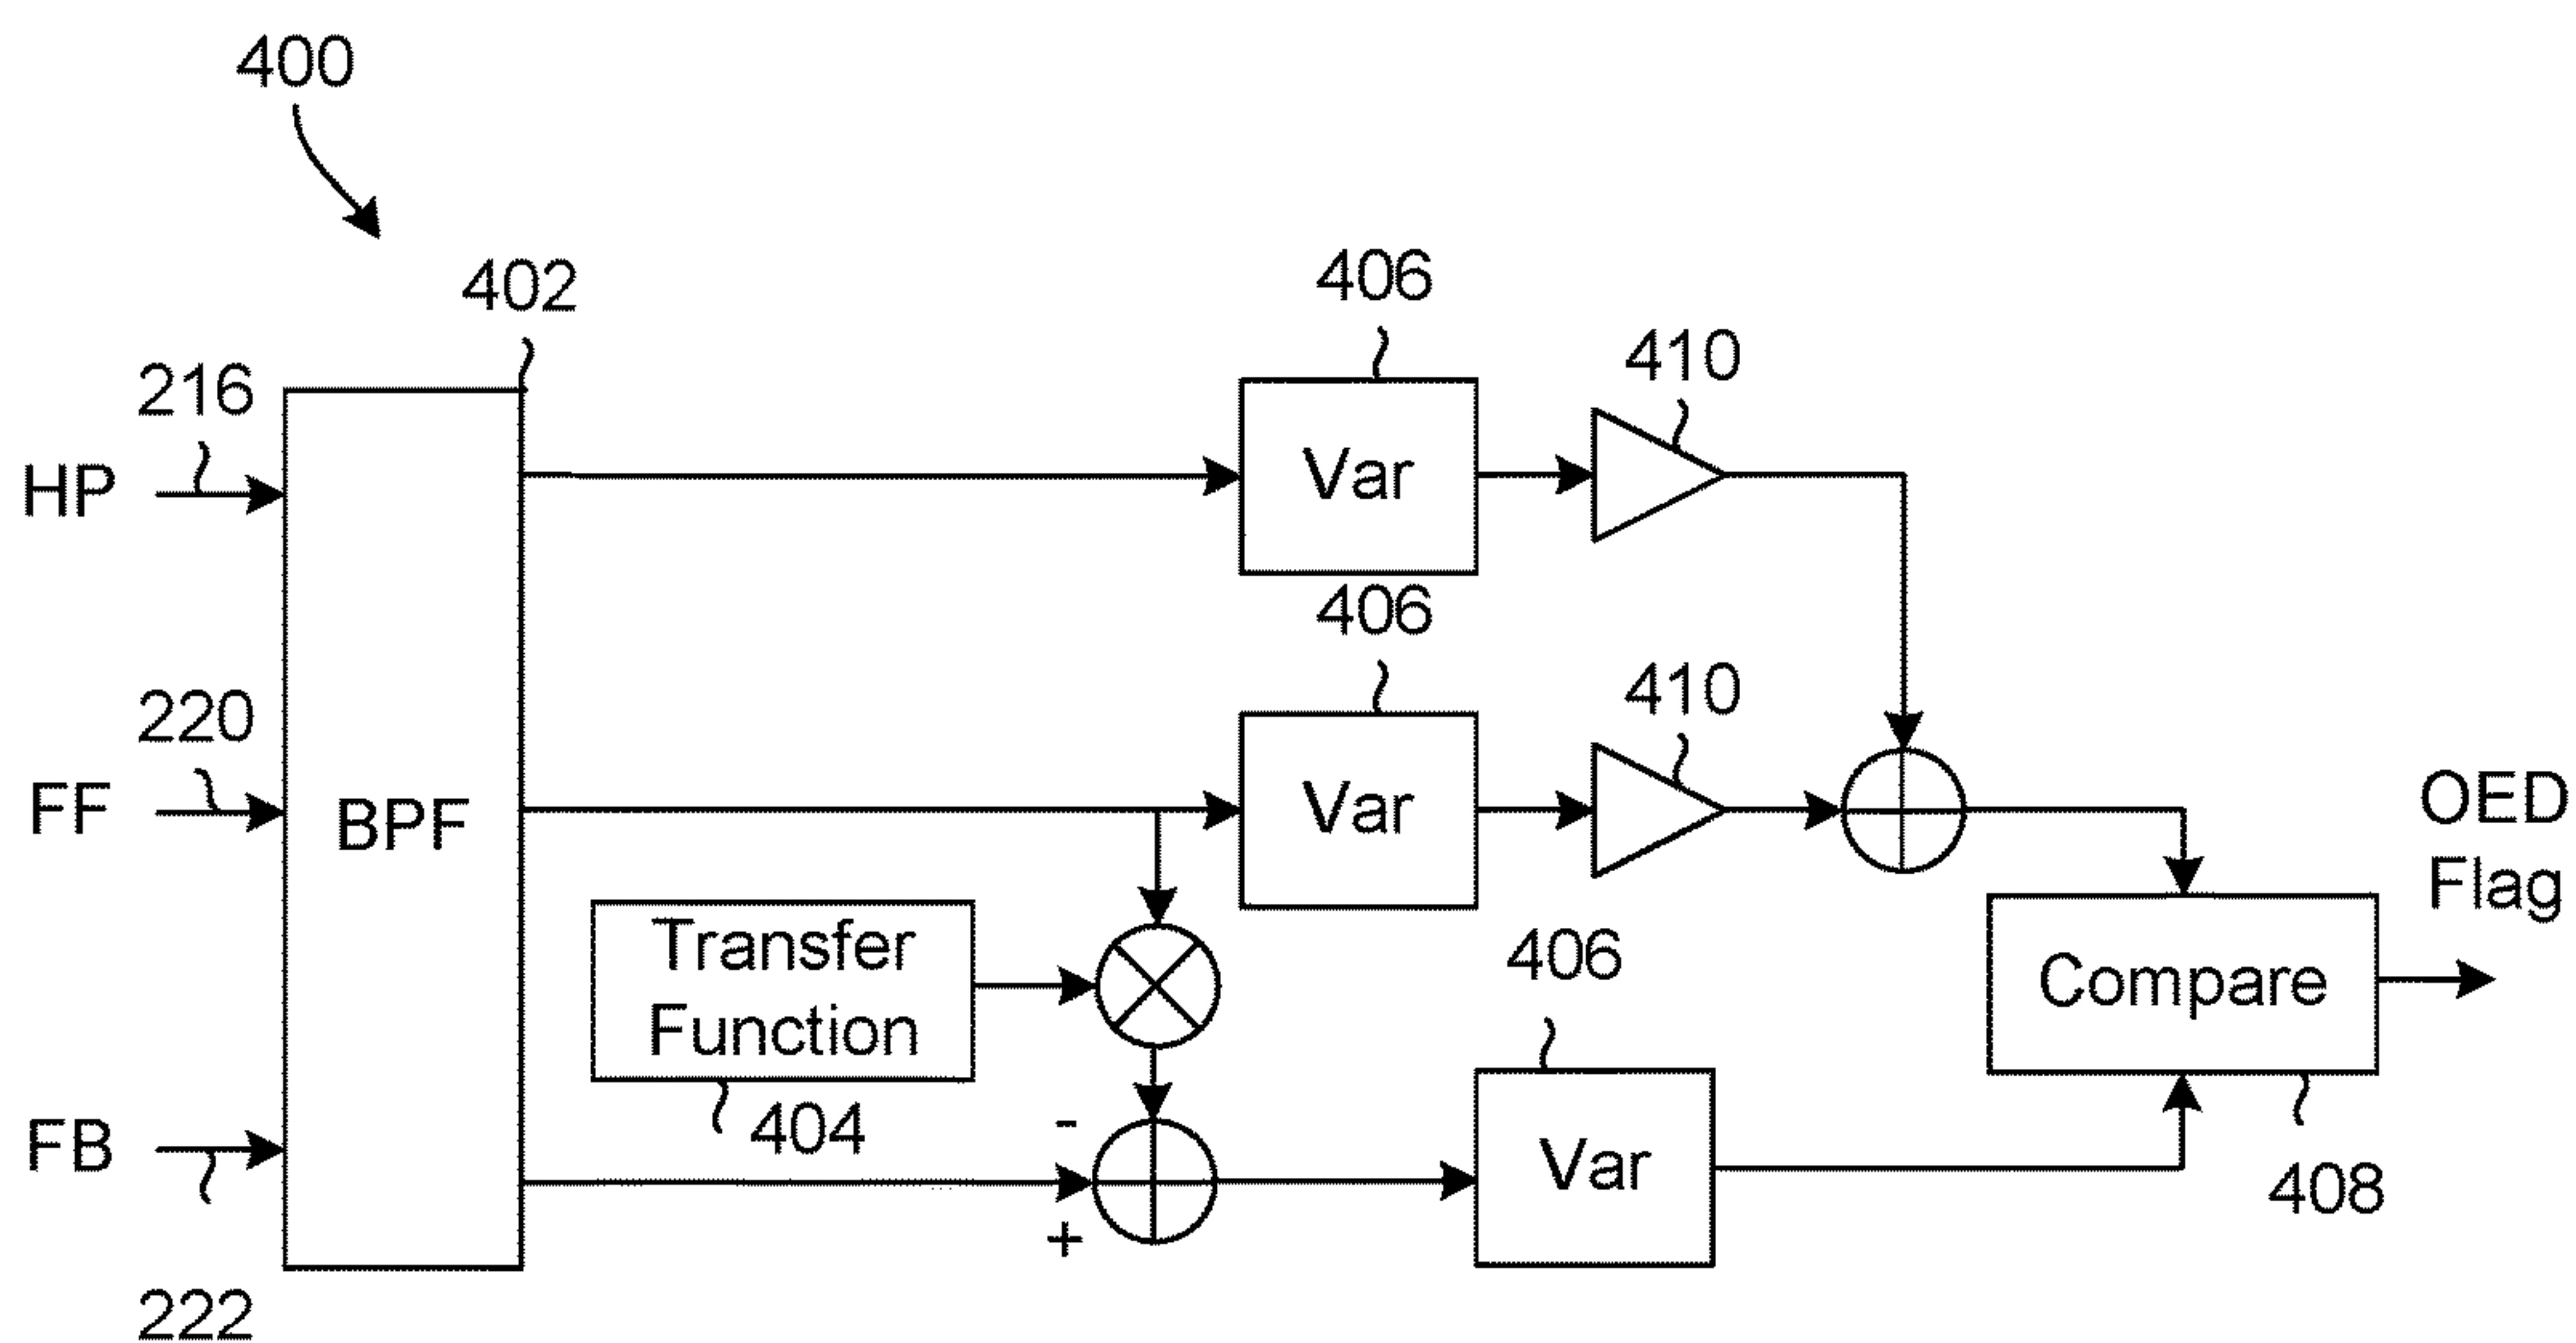 400
402
406
410
216
HP
Var
406
410
220
FF
BPF
Var
OED
Flag
Transfer
Function
406
Compare
404
-
FB
Var
+
408
222